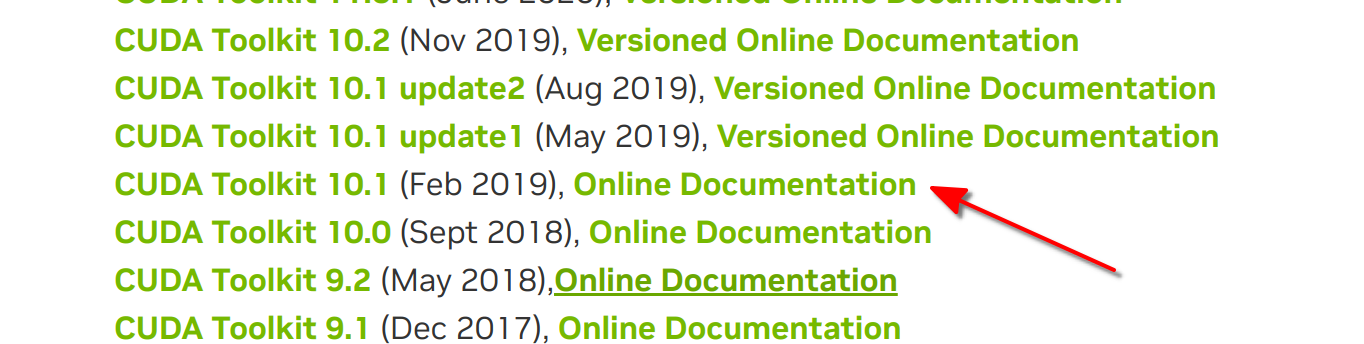 CUDA Toolkit 10.2 (Nov 2019), Versioned Online Documentation
CUDA Toolkit 10.1 update2 (Aug 2019), Versioned Online Documentation
CUDA Toolkit 10.1 update1 (May 2019), Versioned Online Documentation
CUDA Toolkit 10.1 (Feb 2019), Online Documentation
CUDA Toolkit 10.0 (Sept 2018), Online Documentation
CUDA Toolkit 9.2 (May 2018),Online Documentation
CUDA Toolkit 9.1 (Dec 2017), Online Documentation